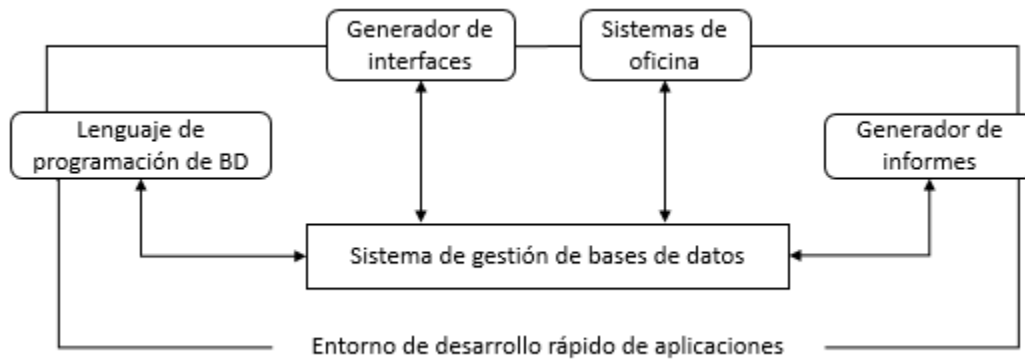 Generador de
interfaces
Sistemas de
oficina
Lenguaje de
programación de BD
Generador de
informes
Sistema de gestión de bases de datos
Entorno de desarrollo rápido de aplicaciones